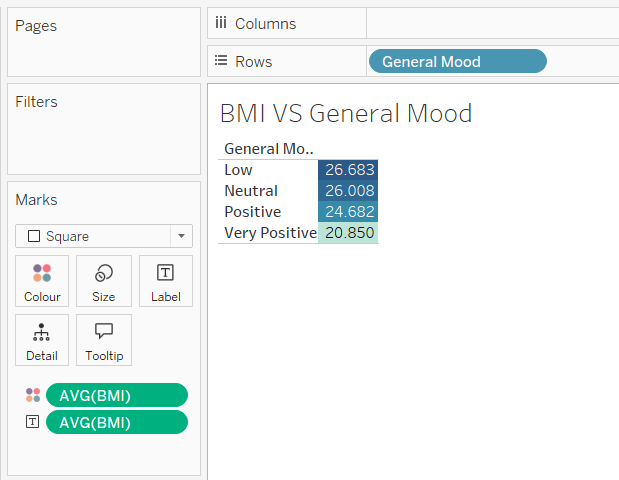 Pages
Columns
Rows
General Mood
Filters
BMI VS General Mood
General Mo..
Low 26.683
Neutral 26.008
Positive 24.682
Very Positive 20.850
Marks
Square
Colour Size Label
Detail Tooltip
AVG(BMI)
AVG(BMI)